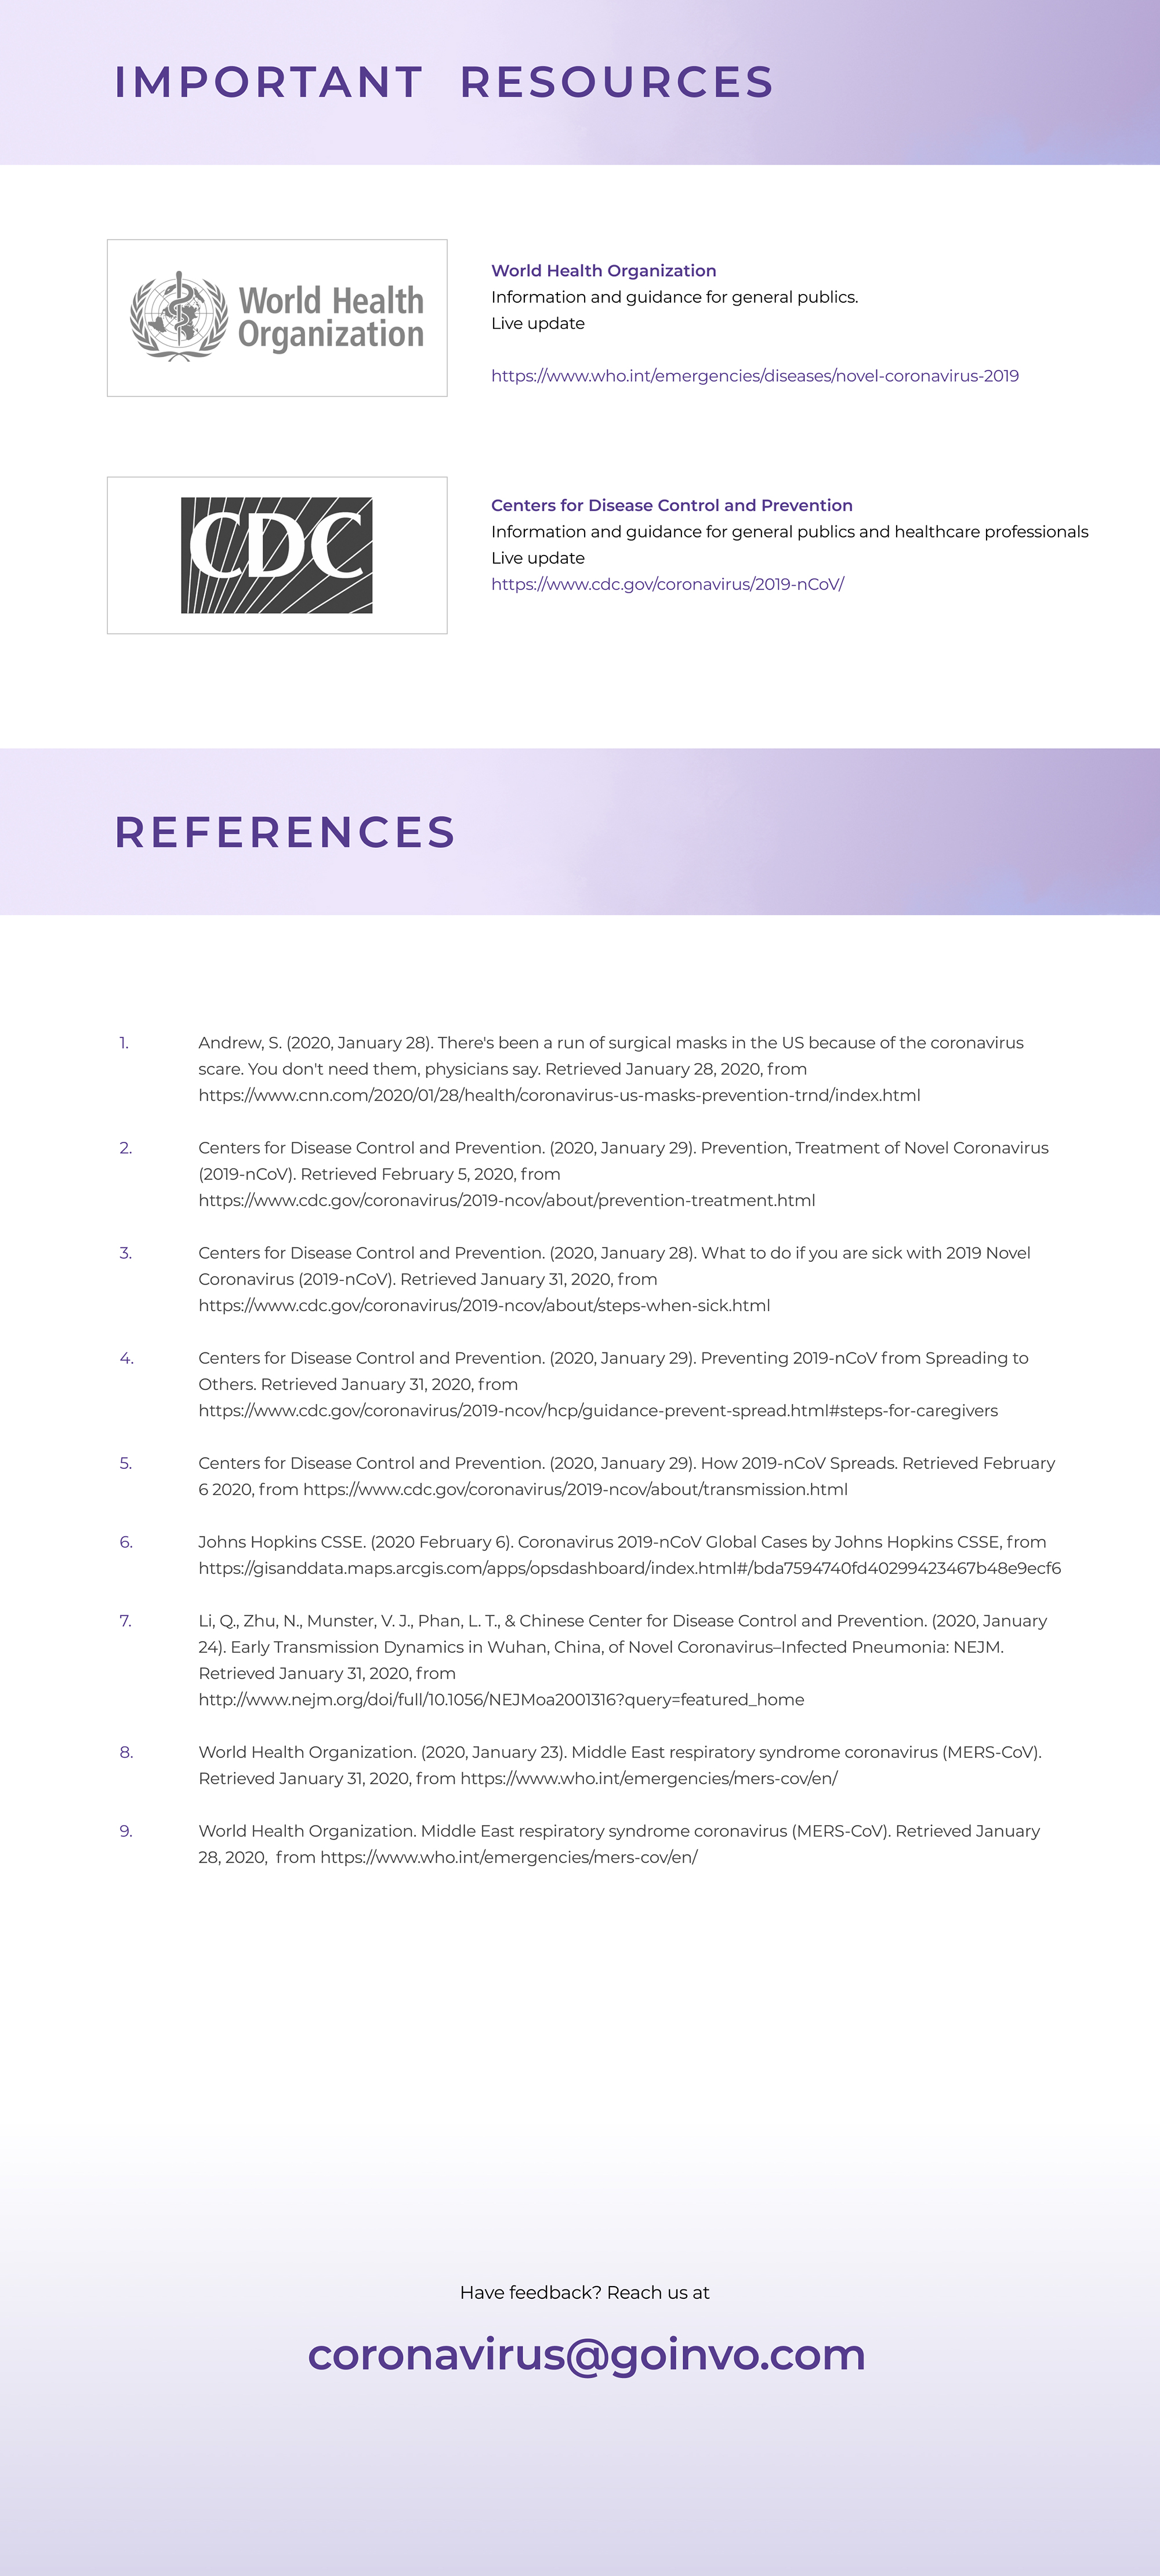 IMPORTANT RESOURCES
World Health
Organization
World Health Organization
Information and guidance for general publics.
Live update
https://www.who.int/emergencies/diseases/novel-coronavirus-2019
CDC
Centers for Disease Control and Prevention
Information and guidance for general publics and healthcare professionals
Live update
https://www.cdc.gov/coronavirus/2019-nCoV/
REFERENCES
1. Andrew, S. (2020, January 28). There's been a run of surgical masks in the US because of the coronavirus
scare. You don't need them, physicians say. Retrieved January 28, 2020, from
https://www.cnn.com/2020/01/28/health/coronavirus-us-masks-prevention-trnd/index.html
2. Centers for Disease Control and Prevention. (2020, January 29). Prevention, Treatment of Novel Coronavirus
(2019-nCoV). Retrieved February 5, 2020, from
https://www.cdc.gov/coronavirus/2019-ncov/about/prevention-treatment.html
3. Centers for Disease Control and Prevention. (2020, January 28). What to do if you are sick with 2019 Novel
Coronavirus (2019-nCoV). Retrieved January 31, 2020, from
https://www.cdc.gov/coronavirus/2019-ncov/about/steps-when-sick.html
4. Centers for Disease Control and Prevention. (2020, January 29). Preventing 2019-nCoV from Spreading to
Others. Retrieved January 31, 2020, from
https://www.cdc.gov/coronavirus/2019-ncov/hcp/guidance-prevent-spread.html#steps-for-caregivers
5. Centers for Disease Control and Prevention. (2020, January 29). How 2019-nCoV Spreads. Retrieved February
6 2020, from https://www.cdc.gov/coronavirus/2019-ncov/about/transmission.html
6. Johns Hopkins CSSE. (2020 February 6). Coronavirus 2019-nCoV Global Cases by Johns Hopkins CSSE, from
https://gisanddata.maps.arcgis.com/apps/opsdashboard/index.html#/bda7594740fd40299423467b48e9ecf6
7. Li, Q., Zhu, N., Munster, V. J., Phan, L. T., & Chinese Center for Disease Control and Prevention. (2020, January
24). Early Transmission Dynamics in Wuhan, China, of Novel Coronavirus–Infected Pneumonia: NEJM.
Retrieved January 31, 2020, from
http://www.nejm.org/doi/full/10.1056/NEJMoa2001316?query=featured_home
8. World Health Organization. (2020, January 23). Middle East respiratory syndrome coronavirus (MERS-CoV).
Retrieved January 31, 2020, from https://www.who.int/emergencies/mers-cov/en/
9. World Health Organization. Middle East respiratory syndrome coronavirus (MERS-CoV). Retrieved January
28, 2020, from https://www.who.int/emergencies/mers-cov/en/
Have feedback? Reach us at
coronavirus@goinvo.com